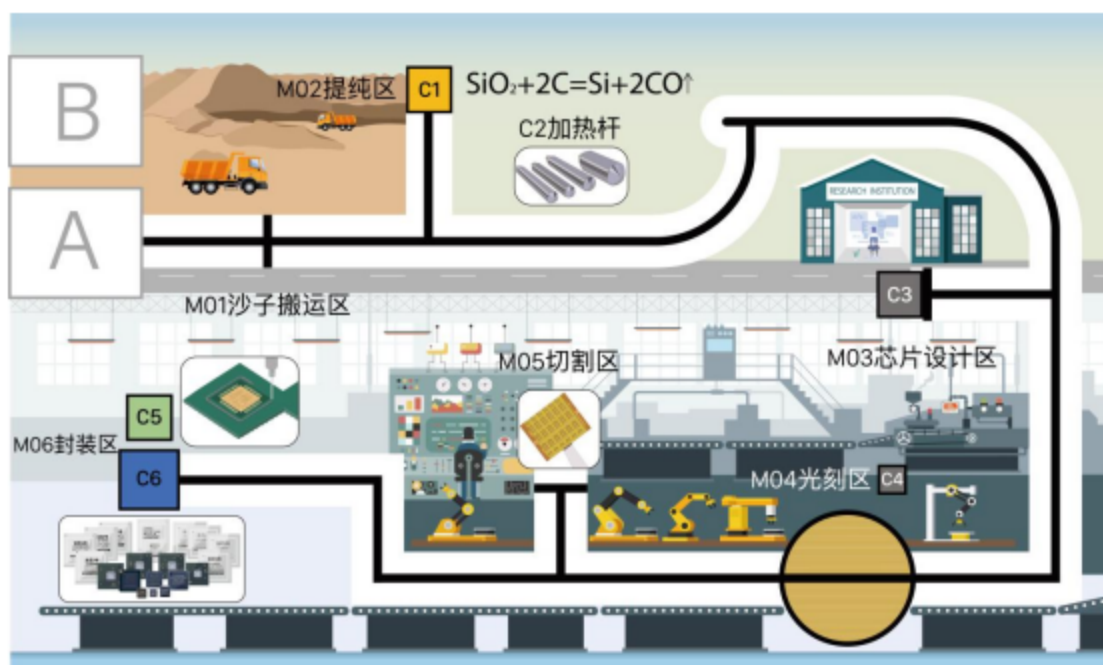 B
M02提纯区
C1
SiO₂+2C=Si+2CO↑
C2加热杆
RESEARCH INSTITUTION
A
C3
M01沙子搬运区
M05切割区
M03芯片设计区
C5
M06封装区
C6
M04光刻区
C4